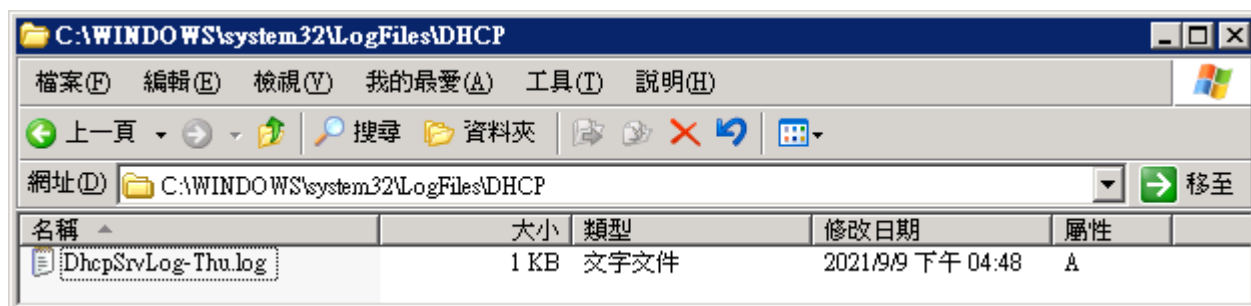 C:\WINDOWS\system32\LogFiles\DHCP
檔案(F) 編輯(E) 檢視(V) 我的最愛(A) 工具(T) 說明(H)
上一頁 搜尋 資料夾
網址(D) C:\WINDOWS\system32\LogFiles\DHCP 移至
名稱 大小 類型 修改日期 屬性
DhcpSrvLog-Thu.log 1 KB 文字文件 2021/9/9 下午 04:48 A